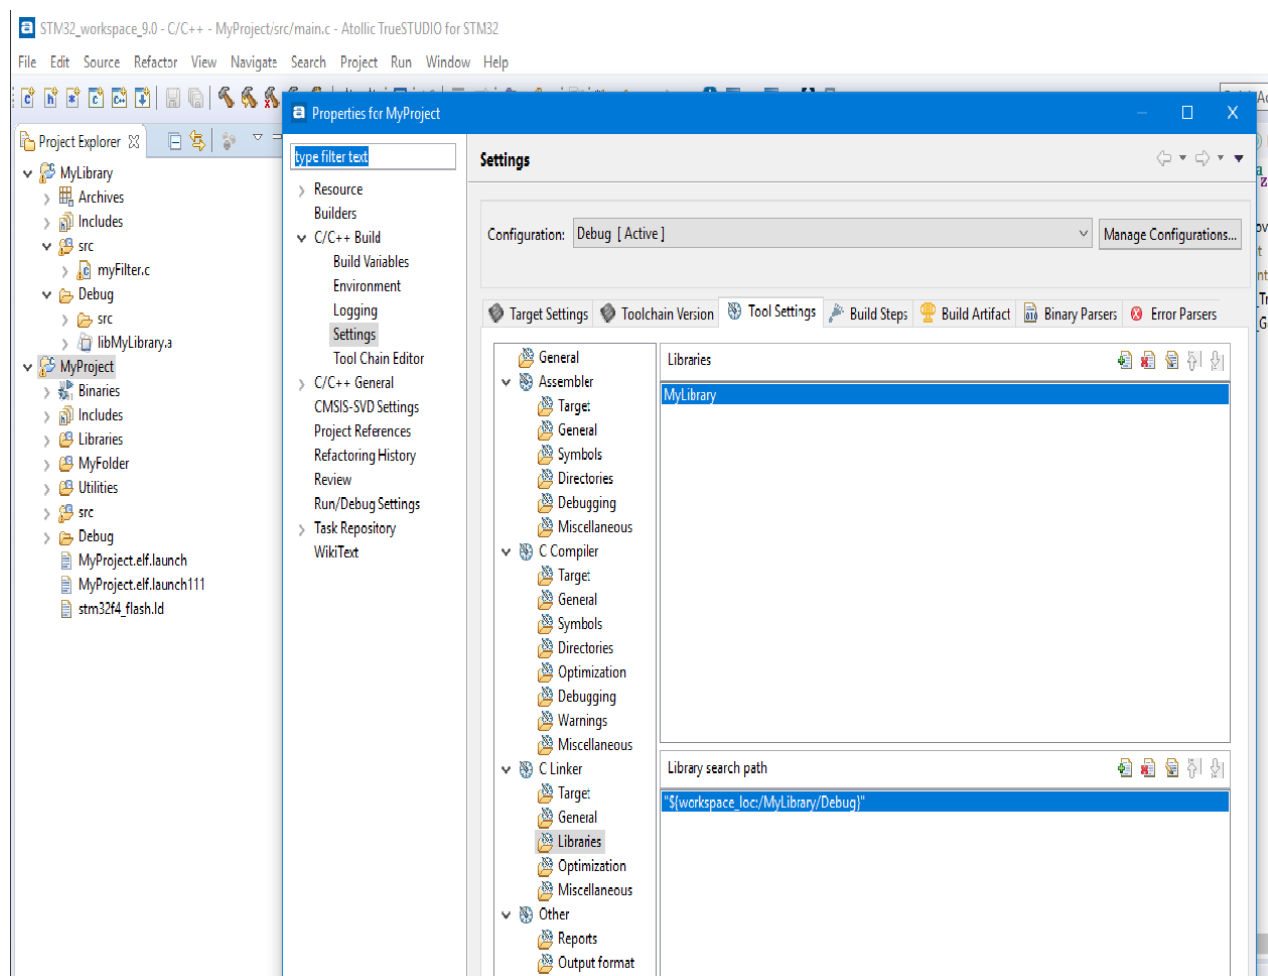 STM32_workspace_9.0 - C/C++ - MyProject/src/main.c - Atollic TrueSTUDIO for STM32
File Edit Source Refactor View Navigate Search Project Run Window Help
Project Explorer
MyLibrary
Archives
Includes
src
myFilter.c
Debug
src
libMyLibrary.a
MyProject
Binaries
Includes
Libraries
MyFolder
Utilities
src
Debug
MyProject.elf.launch
MyProject.elf.launch111
stm32f4_flash.ld
Properties for MyProject
type filter text
Resource
Builders
C/C++ Build
Build Variables
Environment
Logging
Settings
Tool Chain Editor
C/C++ General
CMSIS-SVD Settings
Project References
Refactoring History
Review
Run/Debug Settings
Task Repository
WikiText
Settings
Configuration: Debug [ Active ] Manage Configurations...
Target Settings Toolchain Version Tool Settings Build Steps Build Artifact Binary Parsers Error Parsers
General
Assembler
Target
General
Symbols
Directories
Debugging
Miscellaneous
C Compiler
Target
General
Symbols
Directories
Optimization
Debugging
Warnings
Miscellaneous
C Linker
Target
General
Libraries
Optimization
Miscellaneous
Other
Reports
Output format
Libraries
MyLibrary
Library search path
"${workspace_loc:/MyLibrary/Debug}"